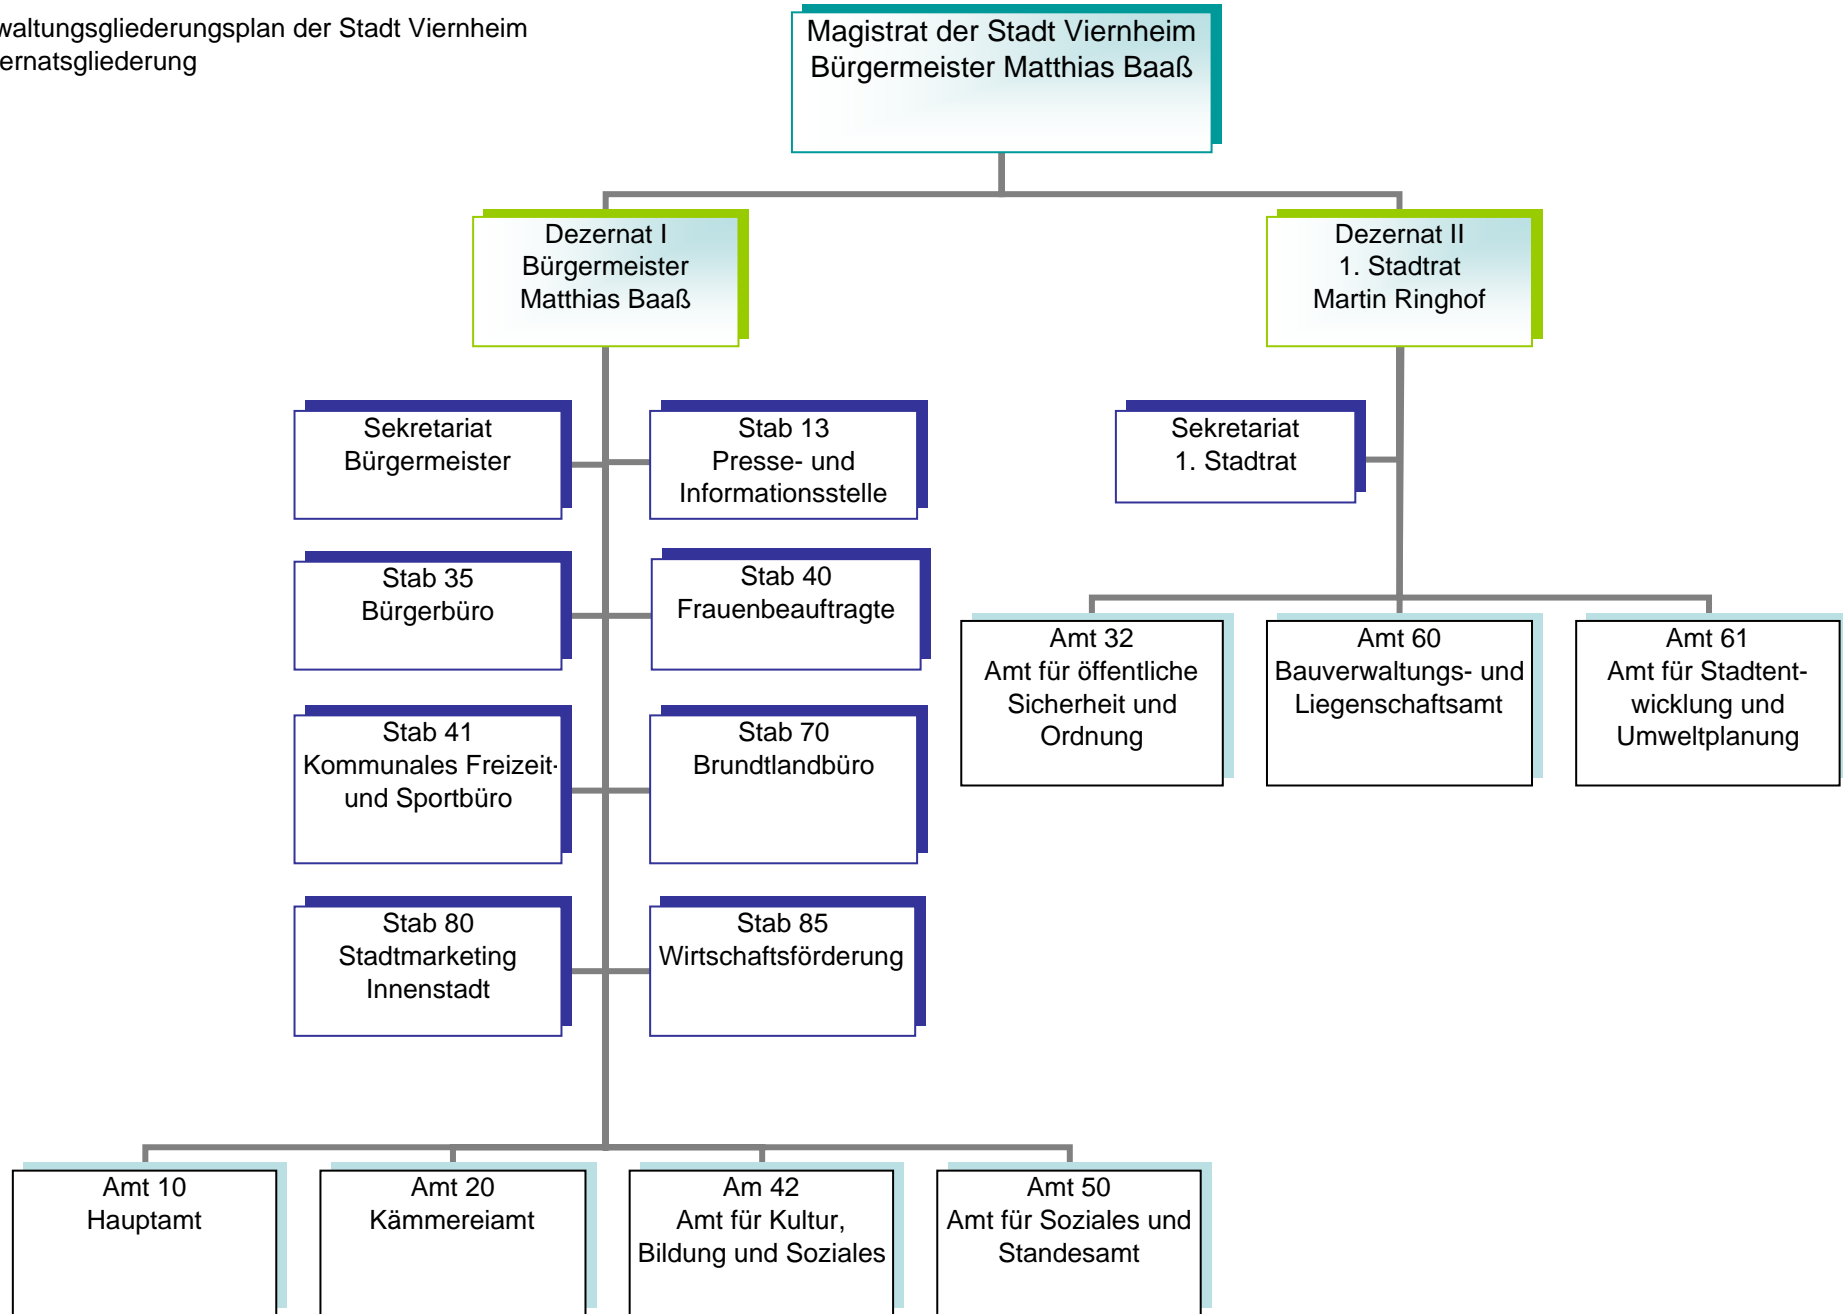 waltungsgliederungsplan der Stadt Viernheim
ernatsgliederung
Magistrat der Stadt Viernheim
Bürgermeister Matthias Baaß
Dezernat I
Bürgermeister
Matthias Baaß
Dezernat II
1. Stadtrat
Martin Ringhof
Sekretariat
Bürgermeister
Stab 13
Presse- und
Informationsstelle
Sekretariat
1. Stadtrat
Stab 35
Bürgerbüro
Stab 40
Frauenbeauftragte
Amt 32
Amt für öffentliche
Sicherheit und
Ordnung
Amt 60
Bauverwaltungs- und
Liegenschaftsamt
Amt 61
Amt für Stadtent-
wicklung und
Umweltplanung
Stab 41
Kommunales Freizeit-
und Sportbüro
Stab 70
Brundtlandbüro
Stab 80
Stadtmarketing
Innenstadt
Stab 85
Wirtschaftsförderung
Amt 10
Hauptamt
Amt 20
Kämmereiamt
Am 42
Amt für Kultur,
Bildung und Soziales
Amt 50
Amt für Soziales und
Standesamt